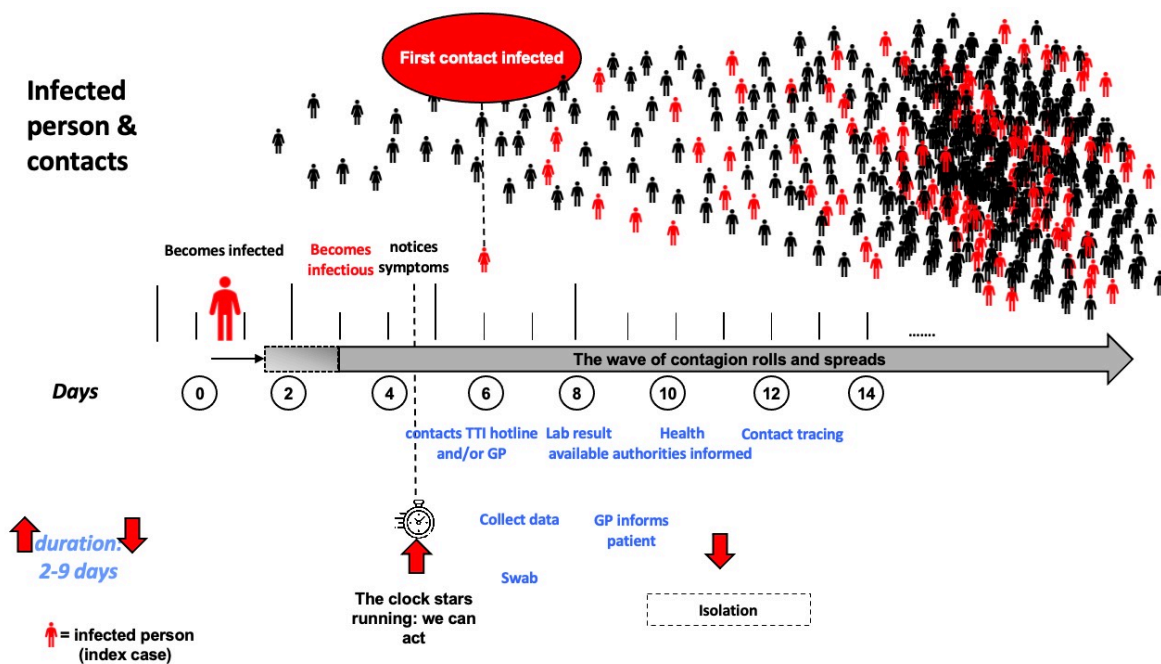 First contact infected
Infected
person &
contacts
Becomes infected
Becomes
infectious
notices
symptoms
.......
The wave of contagion rolls and spreads
Days
0
2
4
6
8
10
12
14
contacts TTI hotline
and/or GP
Lab result
available
Health
authorities informed
Contact tracing
Collect data
GP informs
patient
Swab
duration:
2-9 days
The clock stars
running: we can
act
Isolation
= infected person
(index case)